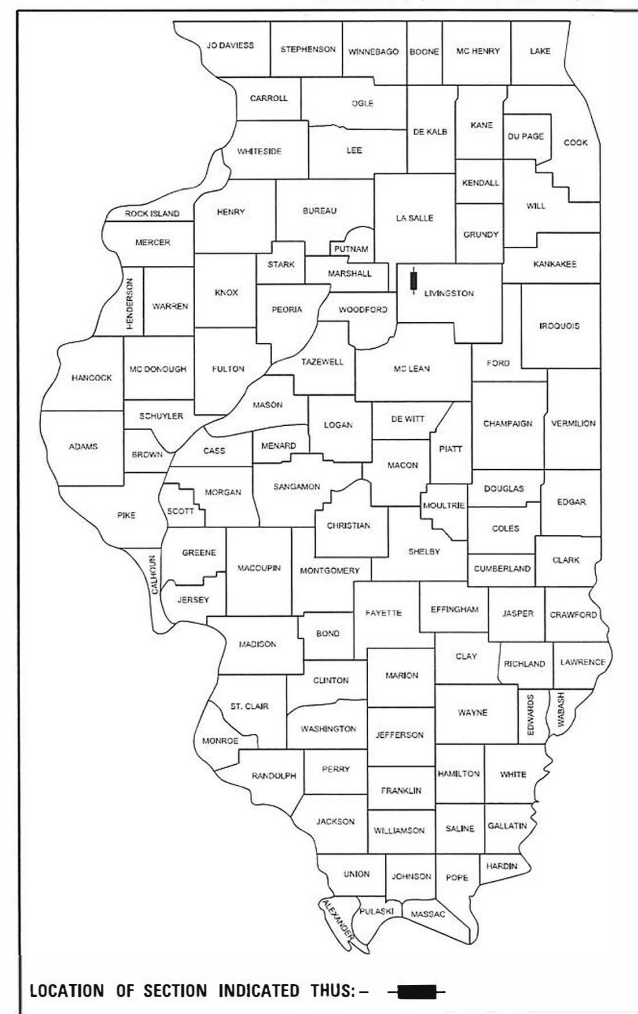 JO DAVIESS STEPHENSON WINNEBAGO BOONE MC HENRY LAKE
CARROLL OGLE DE KALB KANE DU PAGE COOK
WHITESIDE LEE
KENDALL
ROCK ISLAND HENRY BUREAU LA SALLE WILL
MERCER PUTNAM GRUNDY
STARK MARSHALL KANKAKEE
HENDERSON WARREN KNOX PEORIA WOODFORD LIVINGSTON IROQUOIS
HANCOCK MC DONOUGH FULTON TAZEWELL MC LEAN FORD
MASON
SCHUYLER LOGAN DE WITT CHAMPAIGN VERMILION
ADAMS BROWN CASS MENARD PIATT
MACON
MORGAN SANGAMON DOUGLAS
PIKE SCOTT CHRISTIAN MOULTRIE EDGAR
COLES
GREENE SHELBY
CALHOUN MACOUPIN MONTGOMERY CUMBERLAND CLARK
JERSEY FAYETTE EFFINGHAM JASPER CRAWFORD
MADISON BOND
CLAY RICHLAND LAWRENCE
CLINTON MARION
ST. CLAIR WAYNE EDWARDS WABASH
WASHINGTON JEFFERSON
MONROE
RANDOLPH PERRY HAMILTON WHITE
FRANKLIN
JACKSON WILLIAMSON SALINE GALLATIN
HARDIN
UNION JOHNSON POPE
ALEXANDER PULASKI MASSAC
LOCATION OF SECTION INDICATED THUS:–